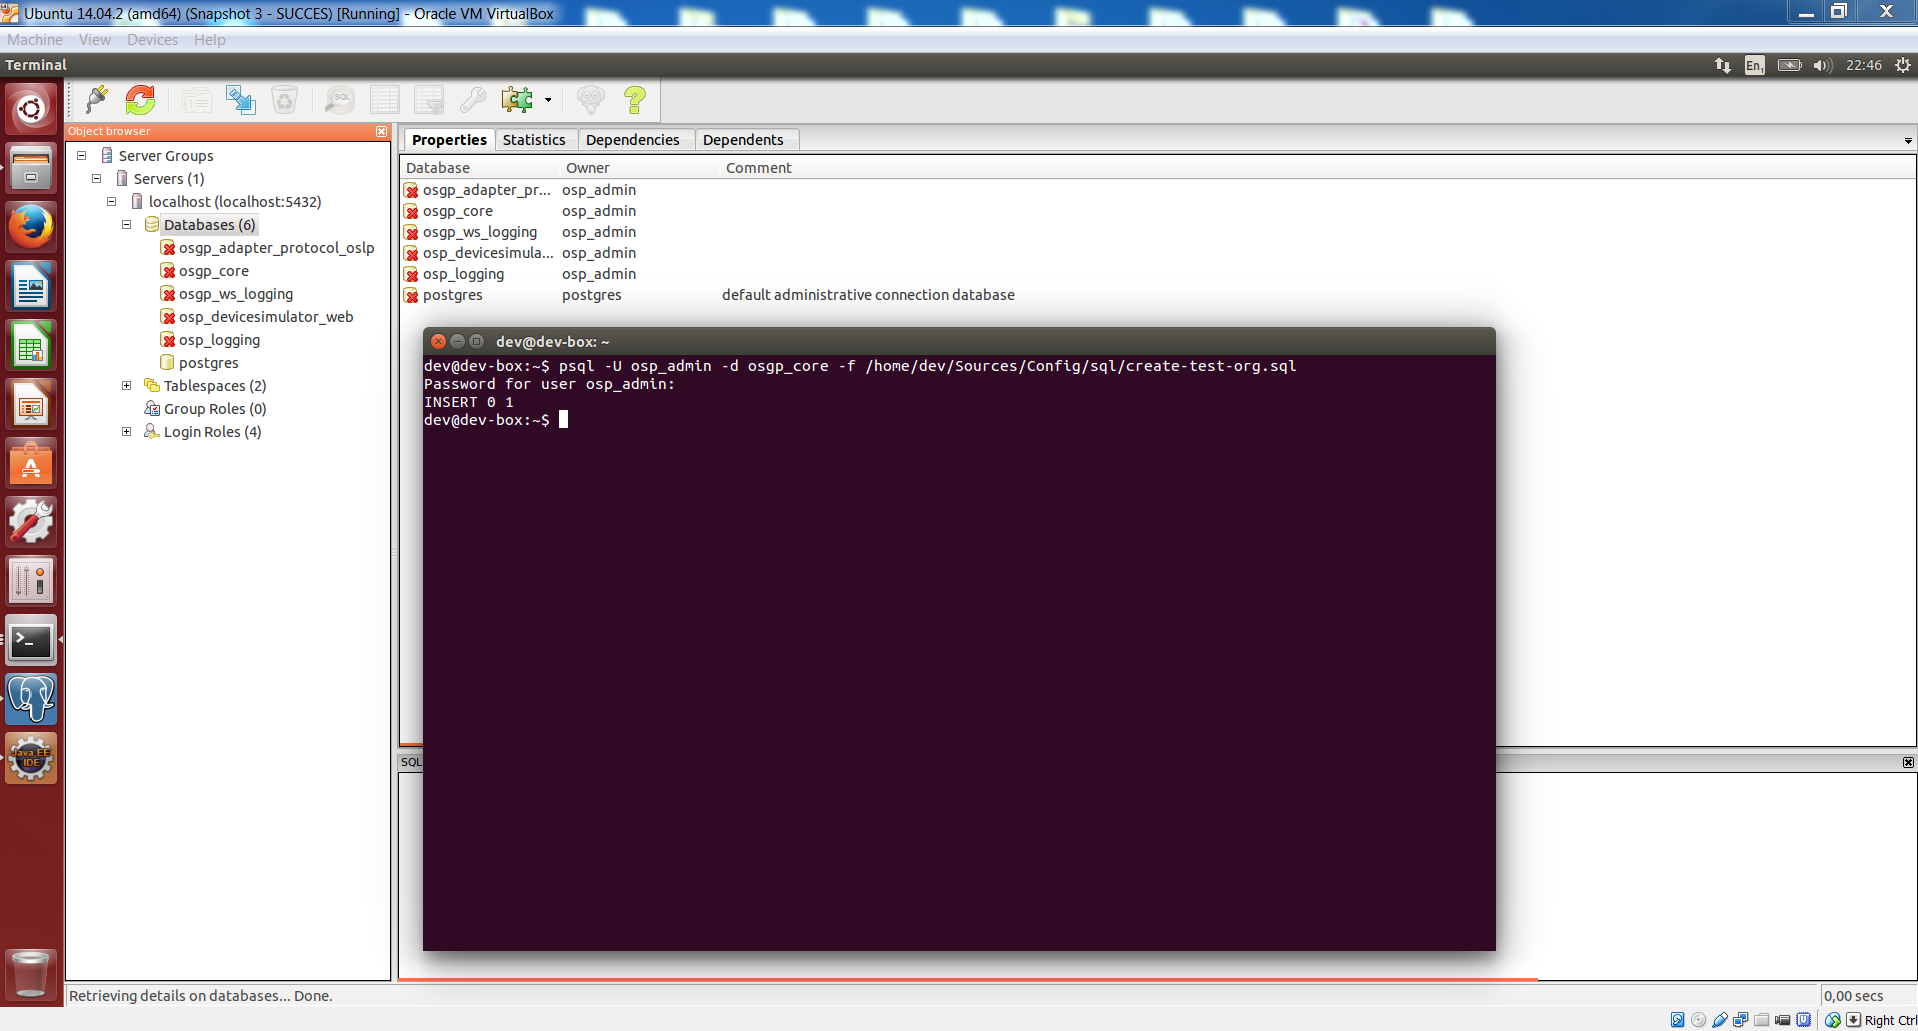 Ubuntu 14.04.2 (amd64) (Snapshot 3 - SUCCES) [Running] - Oracle VM VirtualBox
Machine View Devices Help
Terminal
En1
22:46
SQL
Object browser
Server Groups
Servers (1)
localhost (localhost:5432)
Databases (6)
osgp_adapter_protocol_oslp
osgp_core
osgp_ws_logging
osp_devicesimulator_web
osp_logging
postgres
Tablespaces (2)
Group Roles (0)
Login Roles (4)
Properties Statistics Dependencies Dependents
Database Owner Comment
osgp_adapter_pr... osp_admin
osgp_core osp_admin
osgp_ws_logging osp_admin
osp_devicesimula... osp_admin
osp_logging osp_admin
postgres postgres default administrative connection database
dev@dev-box: ~
dev@dev-box:~$ psql -U osp_admin -d osgp_core -f /home/dev/Sources/Config/sql/create-test-org.sql
Password for user osp_admin:
INSERT 0 1
dev@dev-box:~$
SQL
Java EE
IDE
Retrieving details on databases... Done.
0,00 secs
Right Ctrl